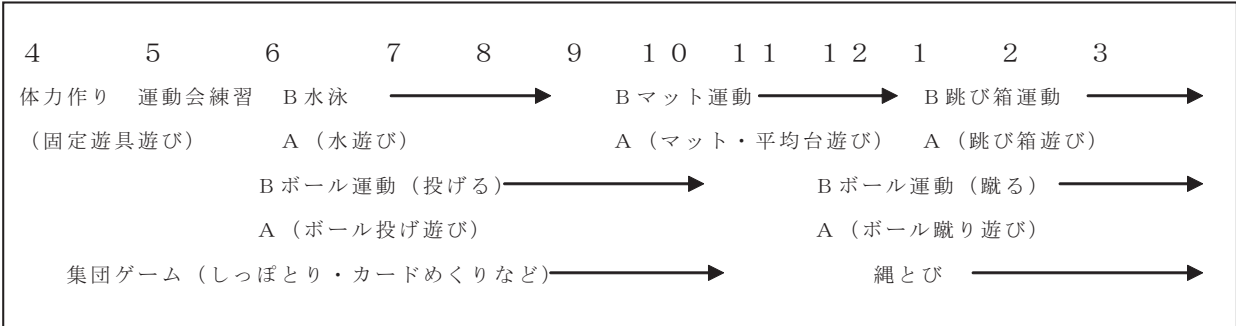 4 5 6 7 8 9 10 11 12 1 2 3
体力作り 運動会練習 B水泳 Bマット運動 B跳び箱運動
（固定遊具遊び） A（水遊び） A（マット・平均台遊び） A（跳び箱遊び）
Bボール運動（投げる） Bボール運動（蹴る）
A（ボール投げ遊び） A（ボール蹴り遊び）
集団ゲーム（しっぽとり・カードめくりなど） 縄とび